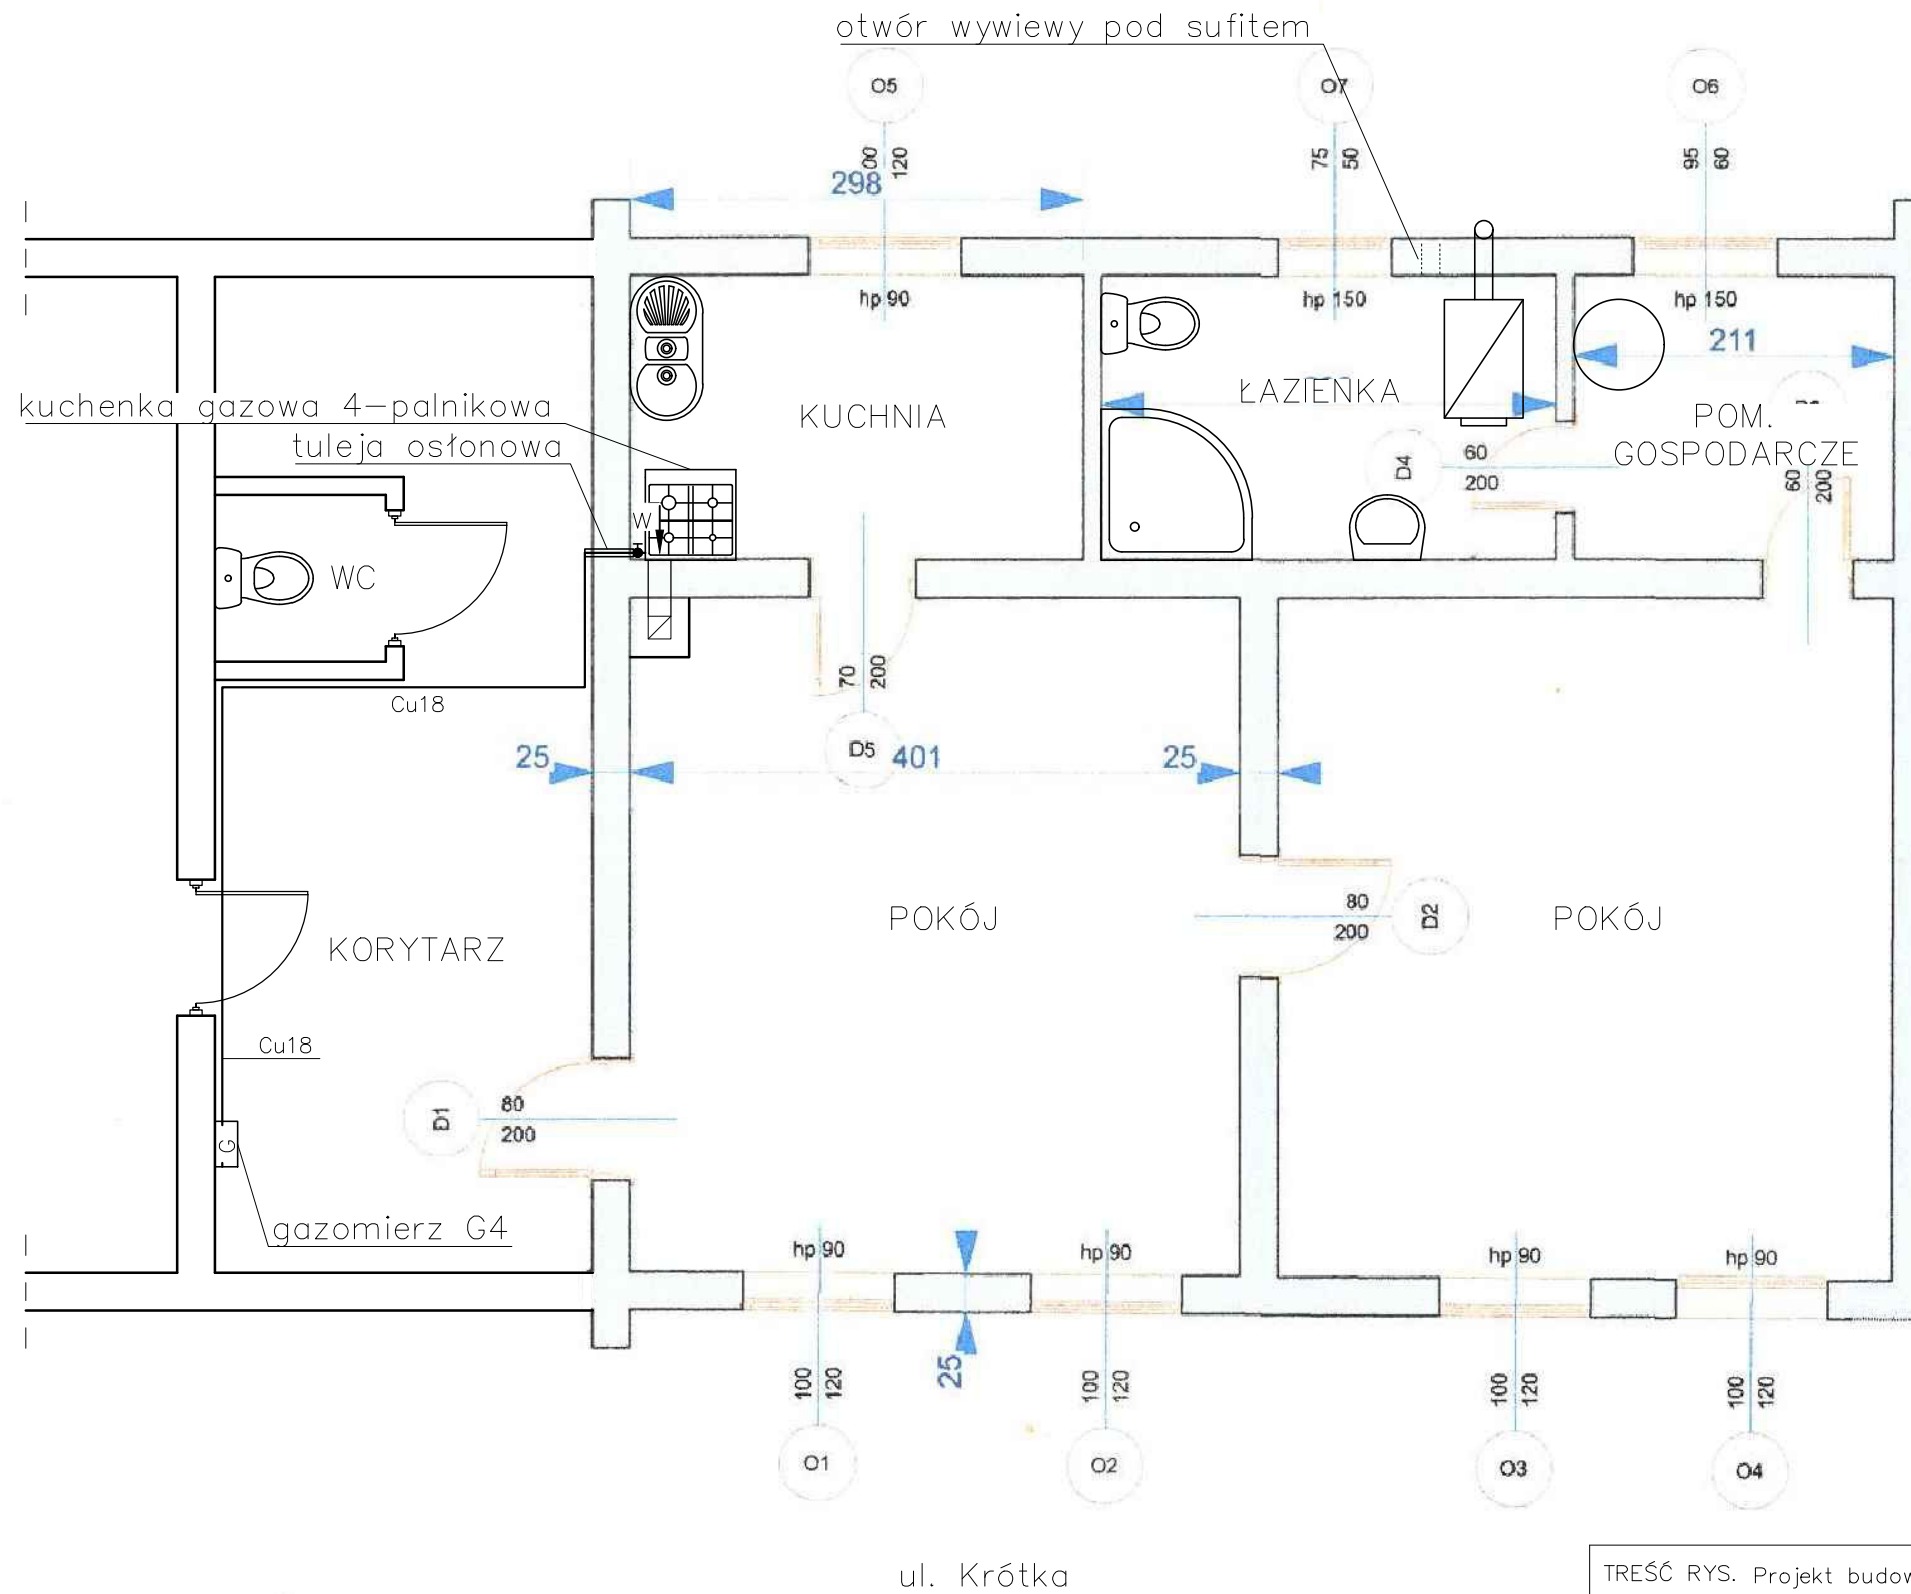 otwór wywiewy pod sufitem
O5
O7
O6
120
75
50
95
60
298
hp 90
hp 150
hp 150
211
kuchenka gazowa 4-palnikowa
tuleja osłonowa
KUCHNIA
ŁAZIENKA
POM.
GOSPODARCZE
D4
60
200
60
200
W
WC
Cu18
70
200
D5
25
401
25
80
200
D2
POKÓJ
POKÓJ
KORYTARZ
Cu18
D1
80
200
G
gazomierz G4
hp 90
hp 90
hp 90
hp 90
25
100
120
100
120
100
120
100
120
O1
O2
O3
O4
ul. Krótka
TREŚĆ RYS. Projekt budow